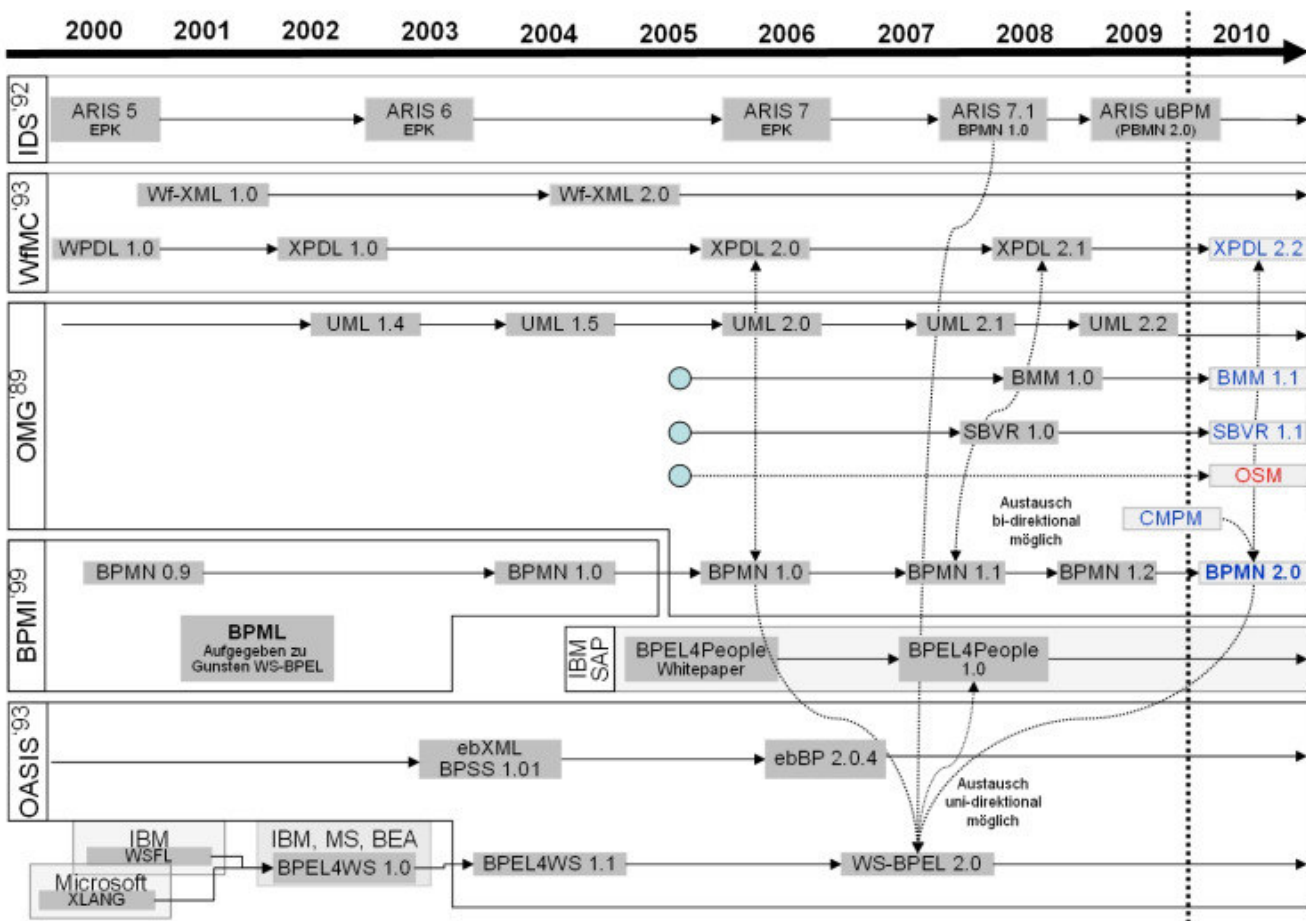 2000 2001 2002 2003 2004 2005 2006 2007 2008 2009 2010
IDS '92
ARIS 5 ARIS 6 ARIS 7 ARIS 7.1 ARIS uBPM
EPK EPK EPK BPMN 1.0 (PBMN 2.0)
WfMC '93
Wf-XML 1.0 Wf-XML 2.0
WPDL 1.0 XPDL 1.0 XPDL 2.0 XPDL 2.1 XPDL 2.2
OMG '89
UML 1.4 UML 1.5 UML 2.0 UML 2.1 UML 2.2
BMM 1.0 BMM 1.1
SBVR 1.0 SBVR 1.1
OSM
Austausch
bi-direktional
möglich
CMPM
BPMI '99
BPMN 0.9 BPMN 1.0 BPMN 1.0 BPMN 1.1 BPMN 1.2 BPMN 2.0
BPML
Aufgegeben zu
Gunsten WS-BPEL
IBM
SAP
BPEL4People
Whitepaper
BPEL4People
1.0
OASIS '93
ebXML
BPSS 1.01
ebBP 2.0.4
Austausch
uni-direktional
möglich
IBM
WSFL
Microsoft
XLANG
IBM, MS, BEA
BPEL4WS 1.0 BPEL4WS 1.1 WS-BPEL 2.0